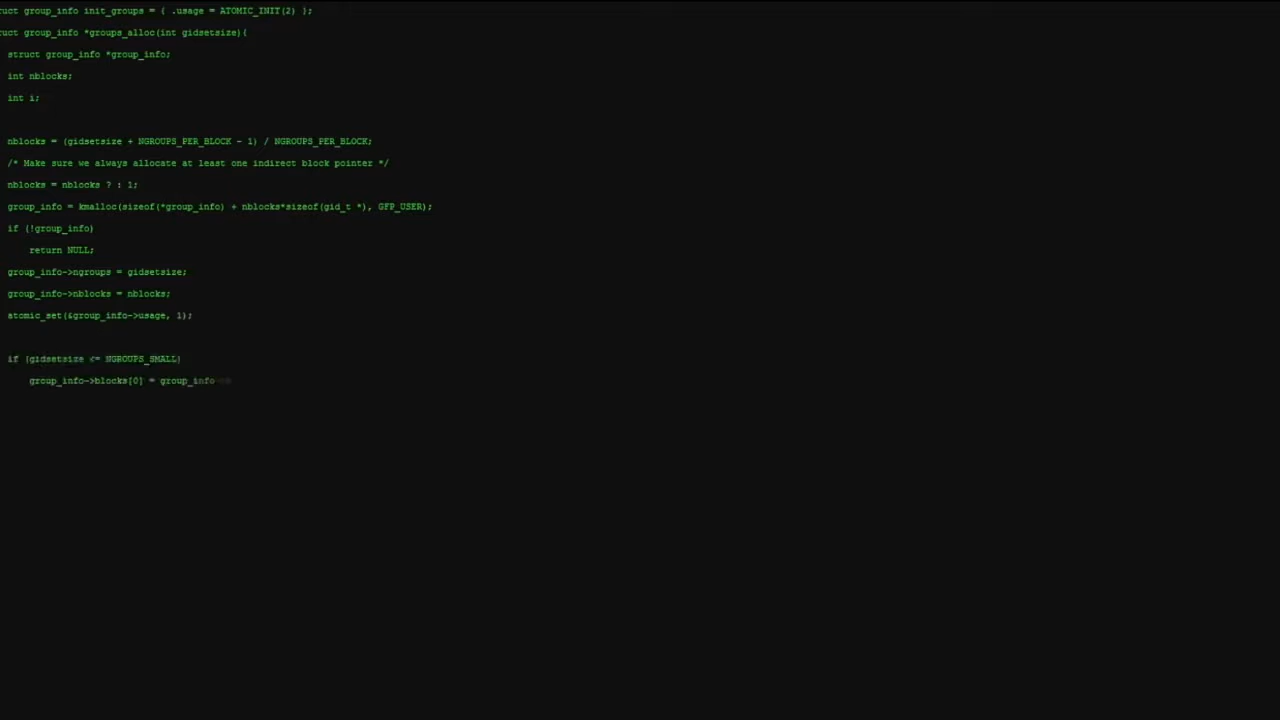 uct group_info init_groups = { .usage = ATOMIC_INIT(2) };
uct group_info *groups_alloc(int gidsetsize){
struct group_info *group_info;
int nblocks;
int i;
nblocks = (gidsetsize + NGROUPS_PER_BLOCK - 1) / NGROUPS_PER_BLOCK;
/* Make sure we always allocate at least one indirect block pointer */
nblocks = nblocks ? : 1;
group_info = kmalloc(sizeof(*group_info) + nblocks*sizeof(gid_t *), GFP_USER);
if (!group_info)
return NULL;
group_info->ngroups = gidsetsize;
group_info->nblocks = nblocks;
atomic_set(&group_info->usage, 1);
if (gidsetsize <= NGROUPS_SMALL)
group_info->blocks[0] = group_info